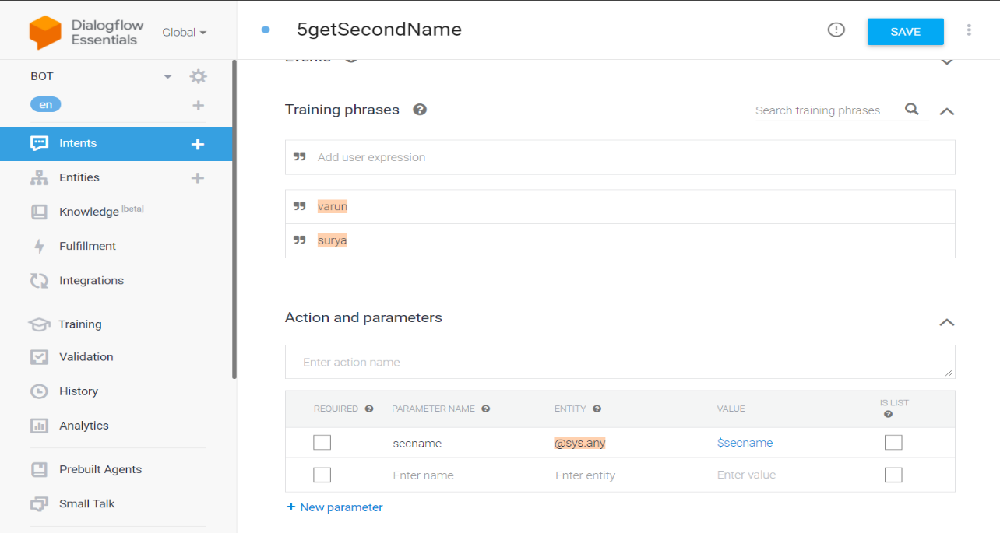 Dialogflow
Essentials
Global
5getSecondName
SAVE
Events
BOT
en
Intents
Entities
Knowledge [beta]
Fulfillment
Integrations
Training
Validation
History
Analytics
Prebuilt Agents
Small Talk
Training phrases
Search training phrases
Add user expression
varun
surya
Action and parameters
Enter action name
REQUIRED PARAMETER NAME ENTITY VALUE IS LIST
secname @sys.any $secname
Enter name Enter entity Enter value
+ New parameter